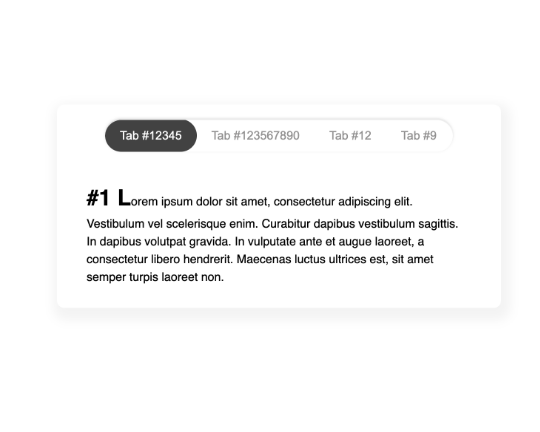 Tab #12345 Tab #123567890 Tab #12 Tab #9
#1 Lorem ipsum dolor sit amet, consectetur adipiscing elit.
Vestibulum vel scelerisque enim. Curabitur dapibus vestibulum sagittis.
In dapibus volutpat gravida. In vulputate ante et augue laoreet, a
consectetur libero hendrerit. Maecenas luctus ultrices est, sit amet
semper turpis laoreet non.